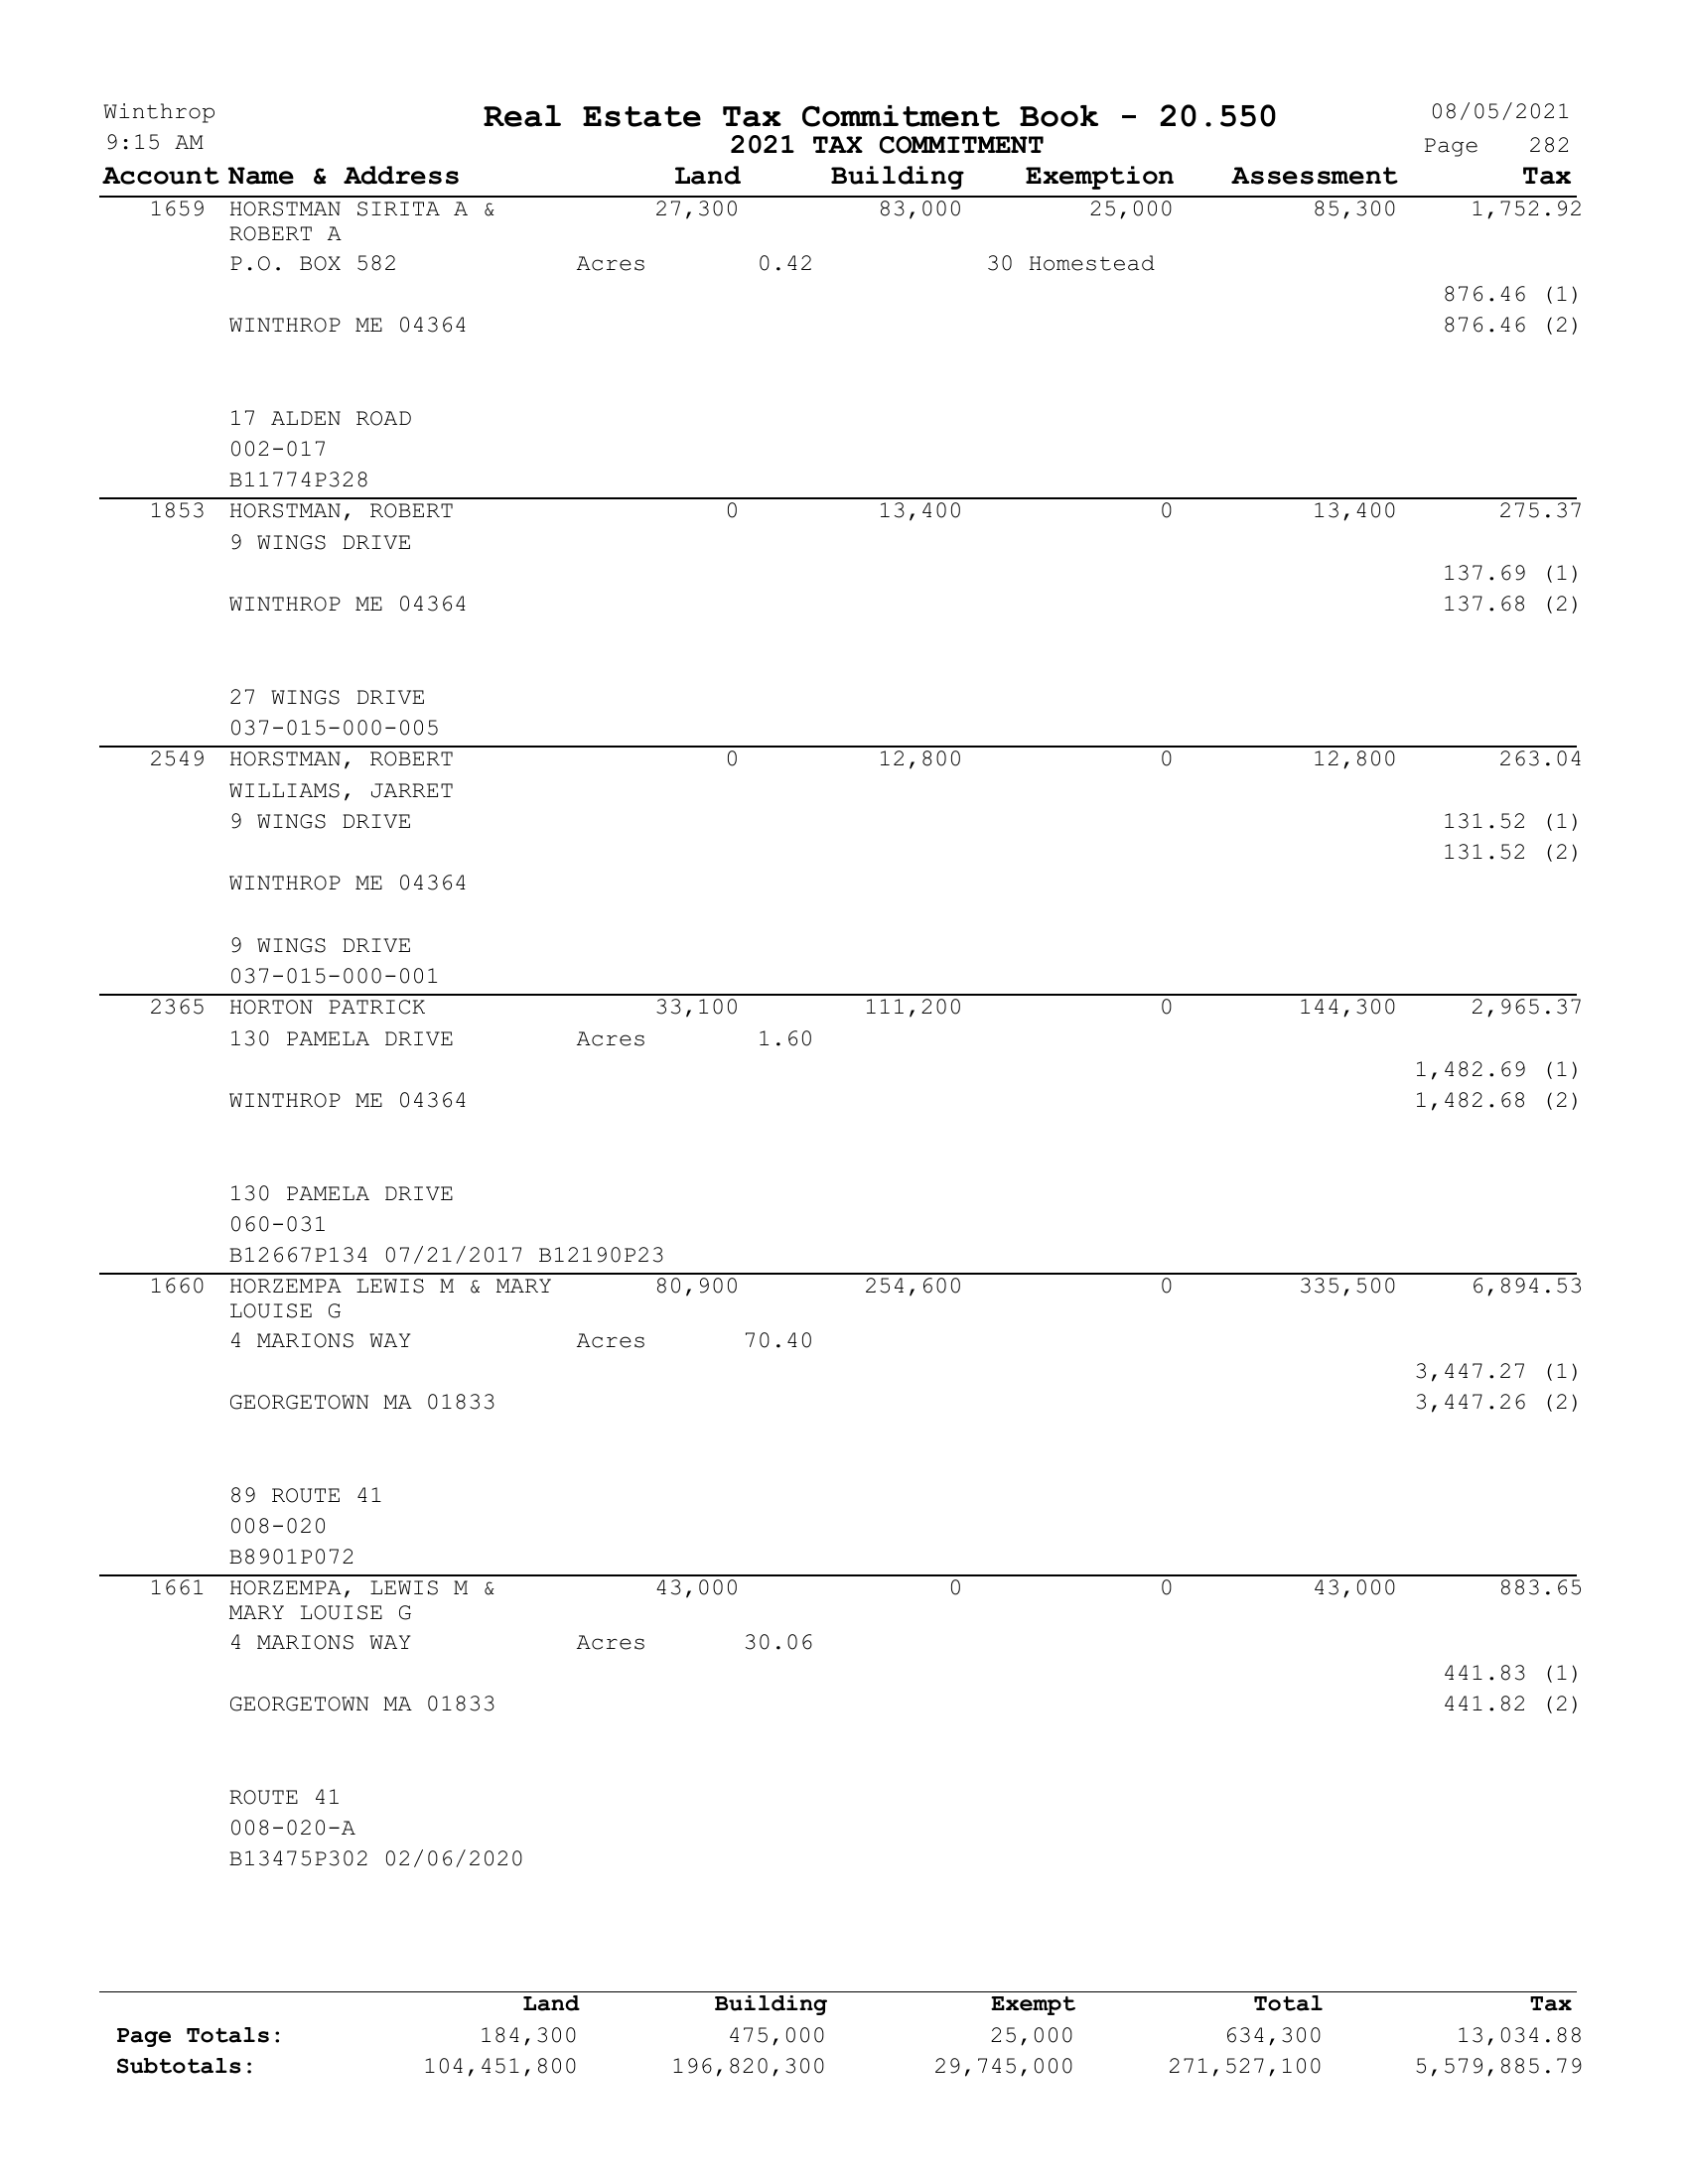 Winthrop Real Estate Tax Commitment Book - 20.550 08/05/2021
9:15 AM 2021 TAX COMMITMENT Page 282
Account Name & Address Land Building Exemption Assessment Tax
1659 HORSTMAN SIRITA A & 27,300 83,000 25,000 85,300 1,752.92
ROBERT A
P.O. BOX 582 Acres 0.42 30 Homestead
876.46 (1)
WINTHROP ME 04364 876.46 (2)
17 ALDEN ROAD
002-017
B11774P328
1853 HORSTMAN, ROBERT 0 13,400 0 13,400 275.37
9 WINGS DRIVE
137.69 (1)
WINTHROP ME 04364 137.68 (2)
27 WINGS DRIVE
037-015-000-005
2549 HORSTMAN, ROBERT 0 12,800 0 12,800 263.04
WILLIAMS, JARRET
9 WINGS DRIVE 131.52 (1)
131.52 (2)
WINTHROP ME 04364
9 WINGS DRIVE
037-015-000-001
2365 HORTON PATRICK 33,100 111,200 0 144,300 2,965.37
130 PAMELA DRIVE Acres 1.60
1,482.69 (1)
WINTHROP ME 04364 1,482.68 (2)
130 PAMELA DRIVE
060-031
B12667P134 07/21/2017 B12190P23
1660 HORZEMPA LEWIS M & MARY 80,900 254,600 0 335,500 6,894.53
LOUISE G
4 MARIONS WAY Acres 70.40
3,447.27 (1)
GEORGETOWN MA 01833 3,447.26 (2)
89 ROUTE 41
008-020
B8901P072
1661 HORZEMPA, LEWIS M & 43,000 0 0 43,000 883.65
MARY LOUISE G
4 MARIONS WAY Acres 30.06
441.83 (1)
GEORGETOWN MA 01833 441.82 (2)
ROUTE 41
008-020-A
B13475P302 02/06/2020
Land Building Exempt Total Tax
Page Totals: 184,300 475,000 25,000 634,300 13,034.88
Subtotals: 104,451,800 196,820,300 29,745,000 271,527,100 5,579,885.79